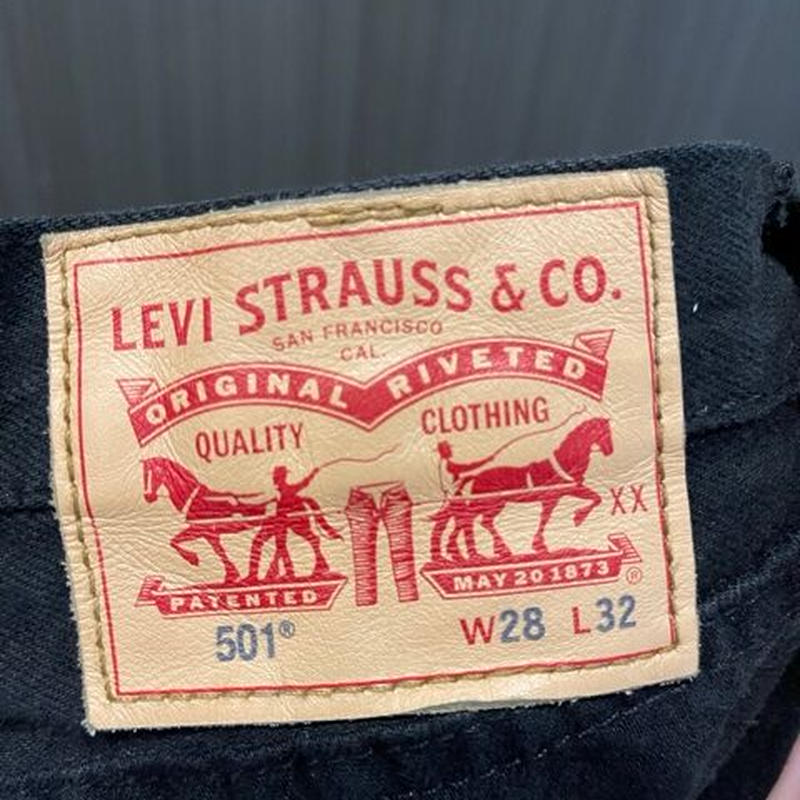 LEVI STRAUSS & CO.
SAN FRANCISCO
CAL.
ORIGINAL RIVETED
QUALITY CLOTHING
XX
PATENTED MAY 20 1873 ®
501® W28 L32